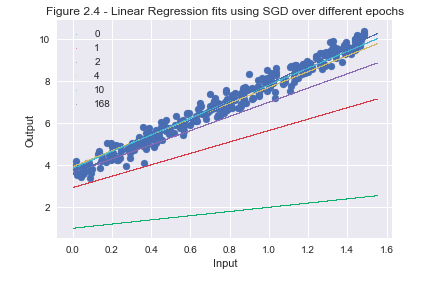 Figure 2.4 - Linear Regression fits using SGD over different epochs
0
1
2
4
10
168
10
8
6
4
2
Output
0.0 0.2 0.4 0.6 0.8 1.0 1.2 1.4 1.6
Input